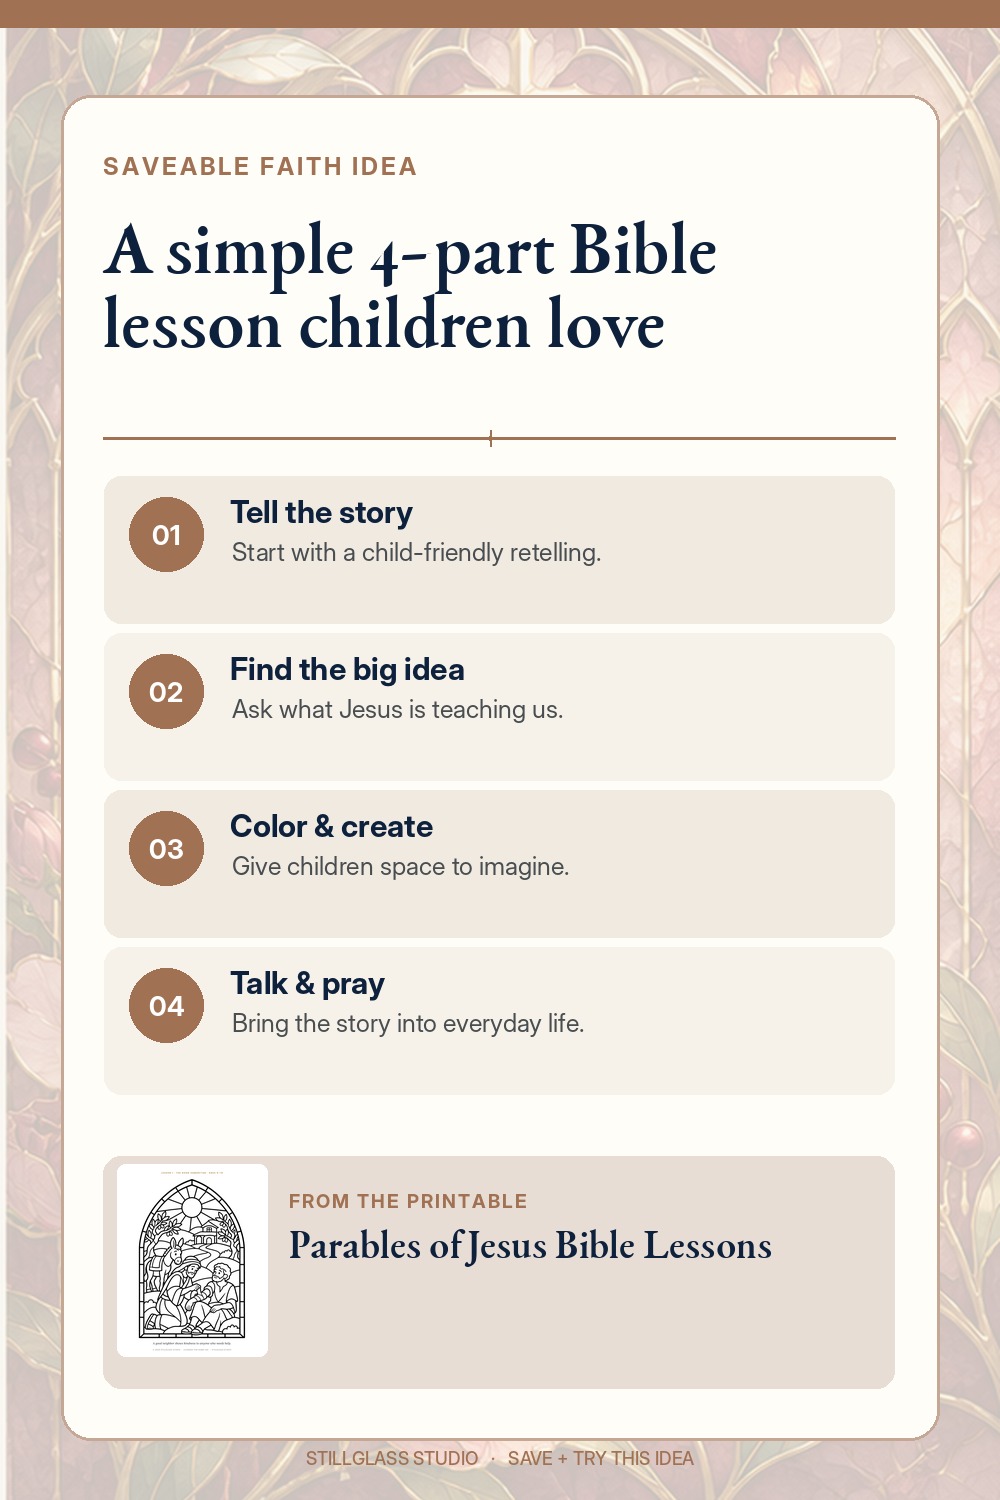 SAVEABLE FAITH IDEA
A simple 4-part Bible
lesson children love
01
Tell the story
Start with a child-friendly retelling.
02
Find the big idea
Ask what Jesus is teaching us.
03
Color & create
Give children space to imagine.
04
Talk & pray
Bring the story into everyday life.
FROM THE PRINTABLE
Parables of Jesus Bible Lessons
STILLGLASS STUDIO · SAVE + TRY THIS IDEA